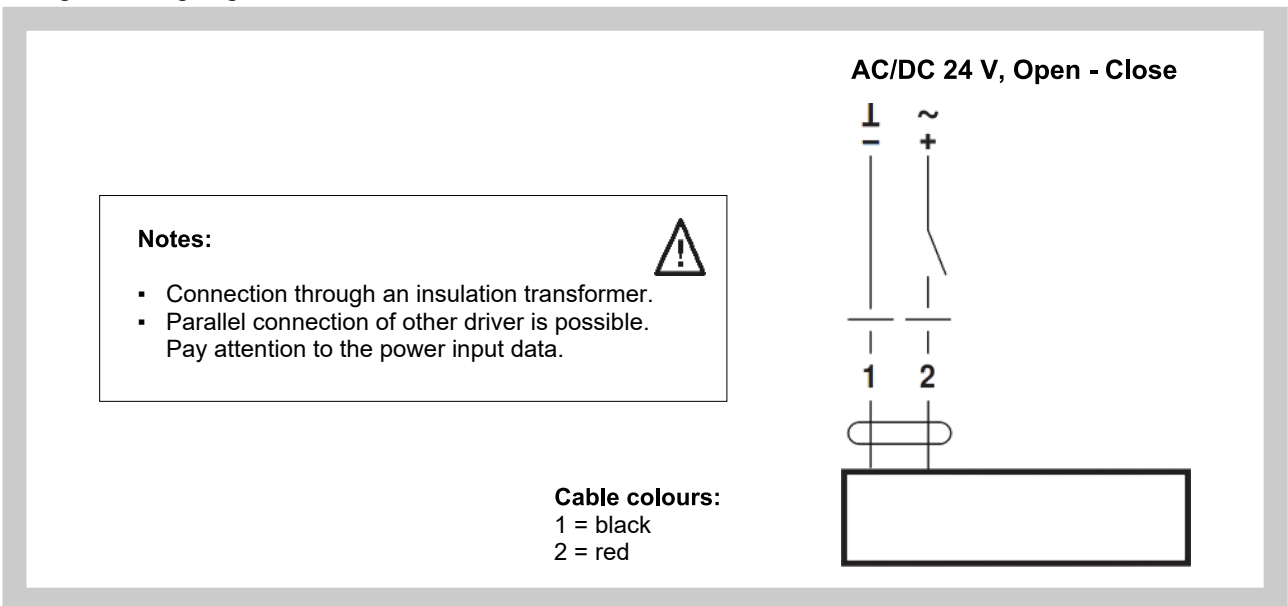 AC/DC 24 V, Open - Close
⊥ ~
– +
Notes:
▪ Connection through an insulation transformer.
▪ Parallel connection of other driver is possible.
Pay attention to the power input data.
1 2
Cable colours:
1 = black
2 = red